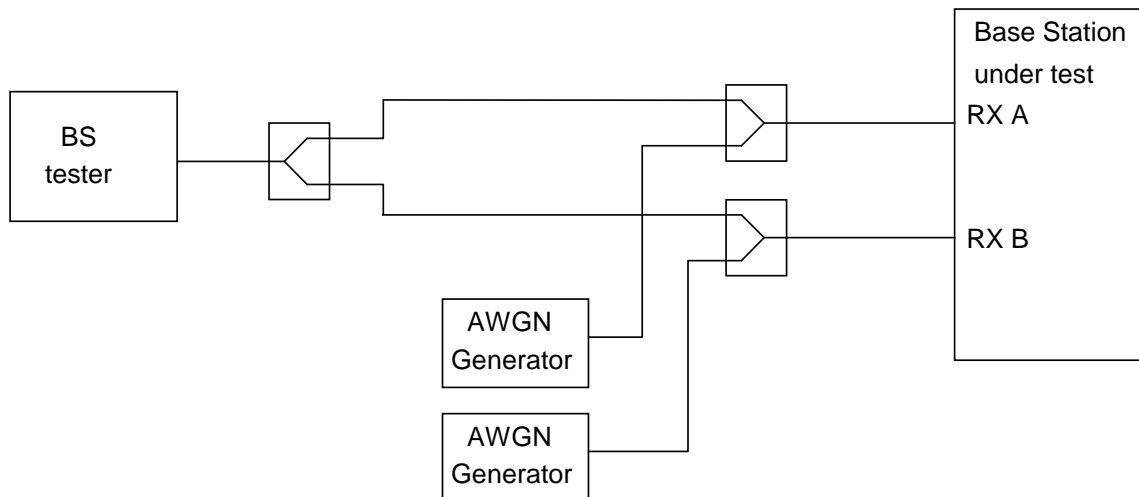 Base Station
under test
RX A
BS
tester
RX B
AWGN
Generator
AWGN
Generator